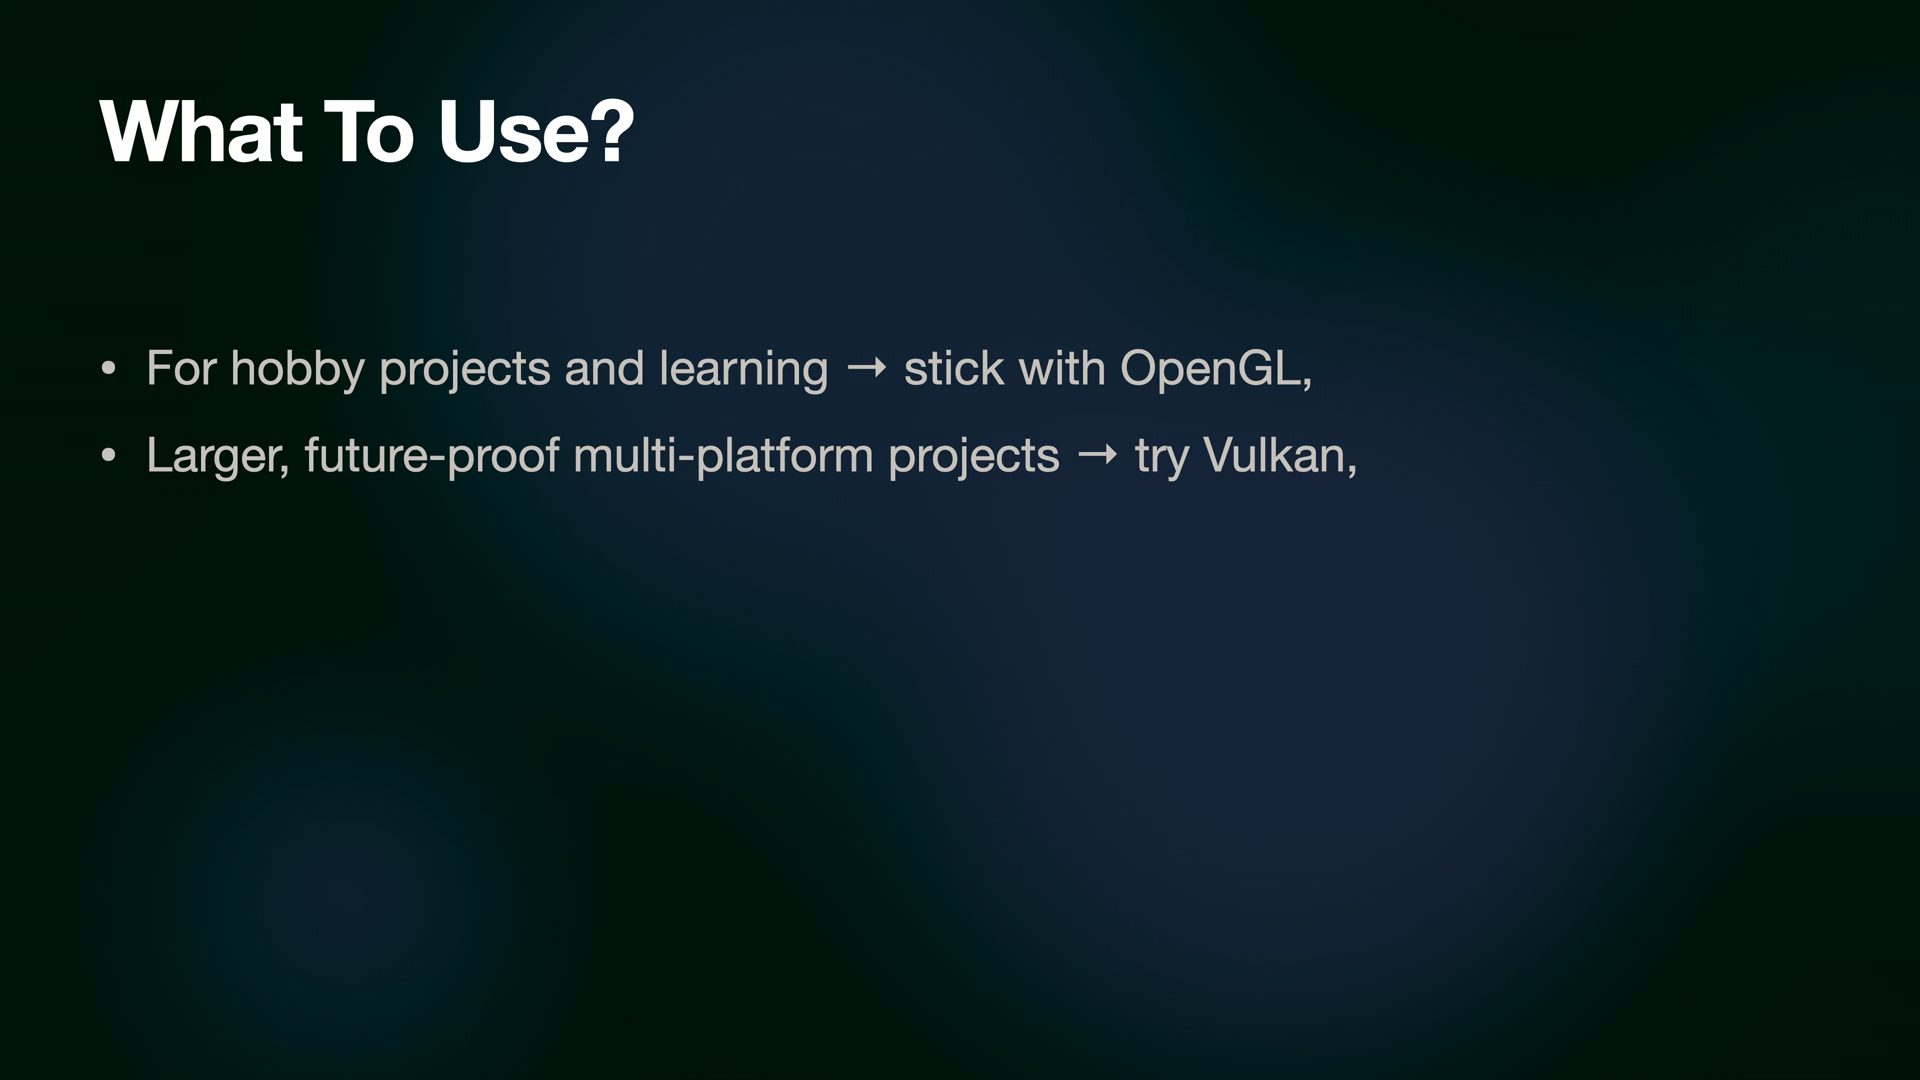 What To Use?
• For hobby projects and learning → stick with OpenGL,
• Larger, future-proof multi-platform projects → try Vulkan,